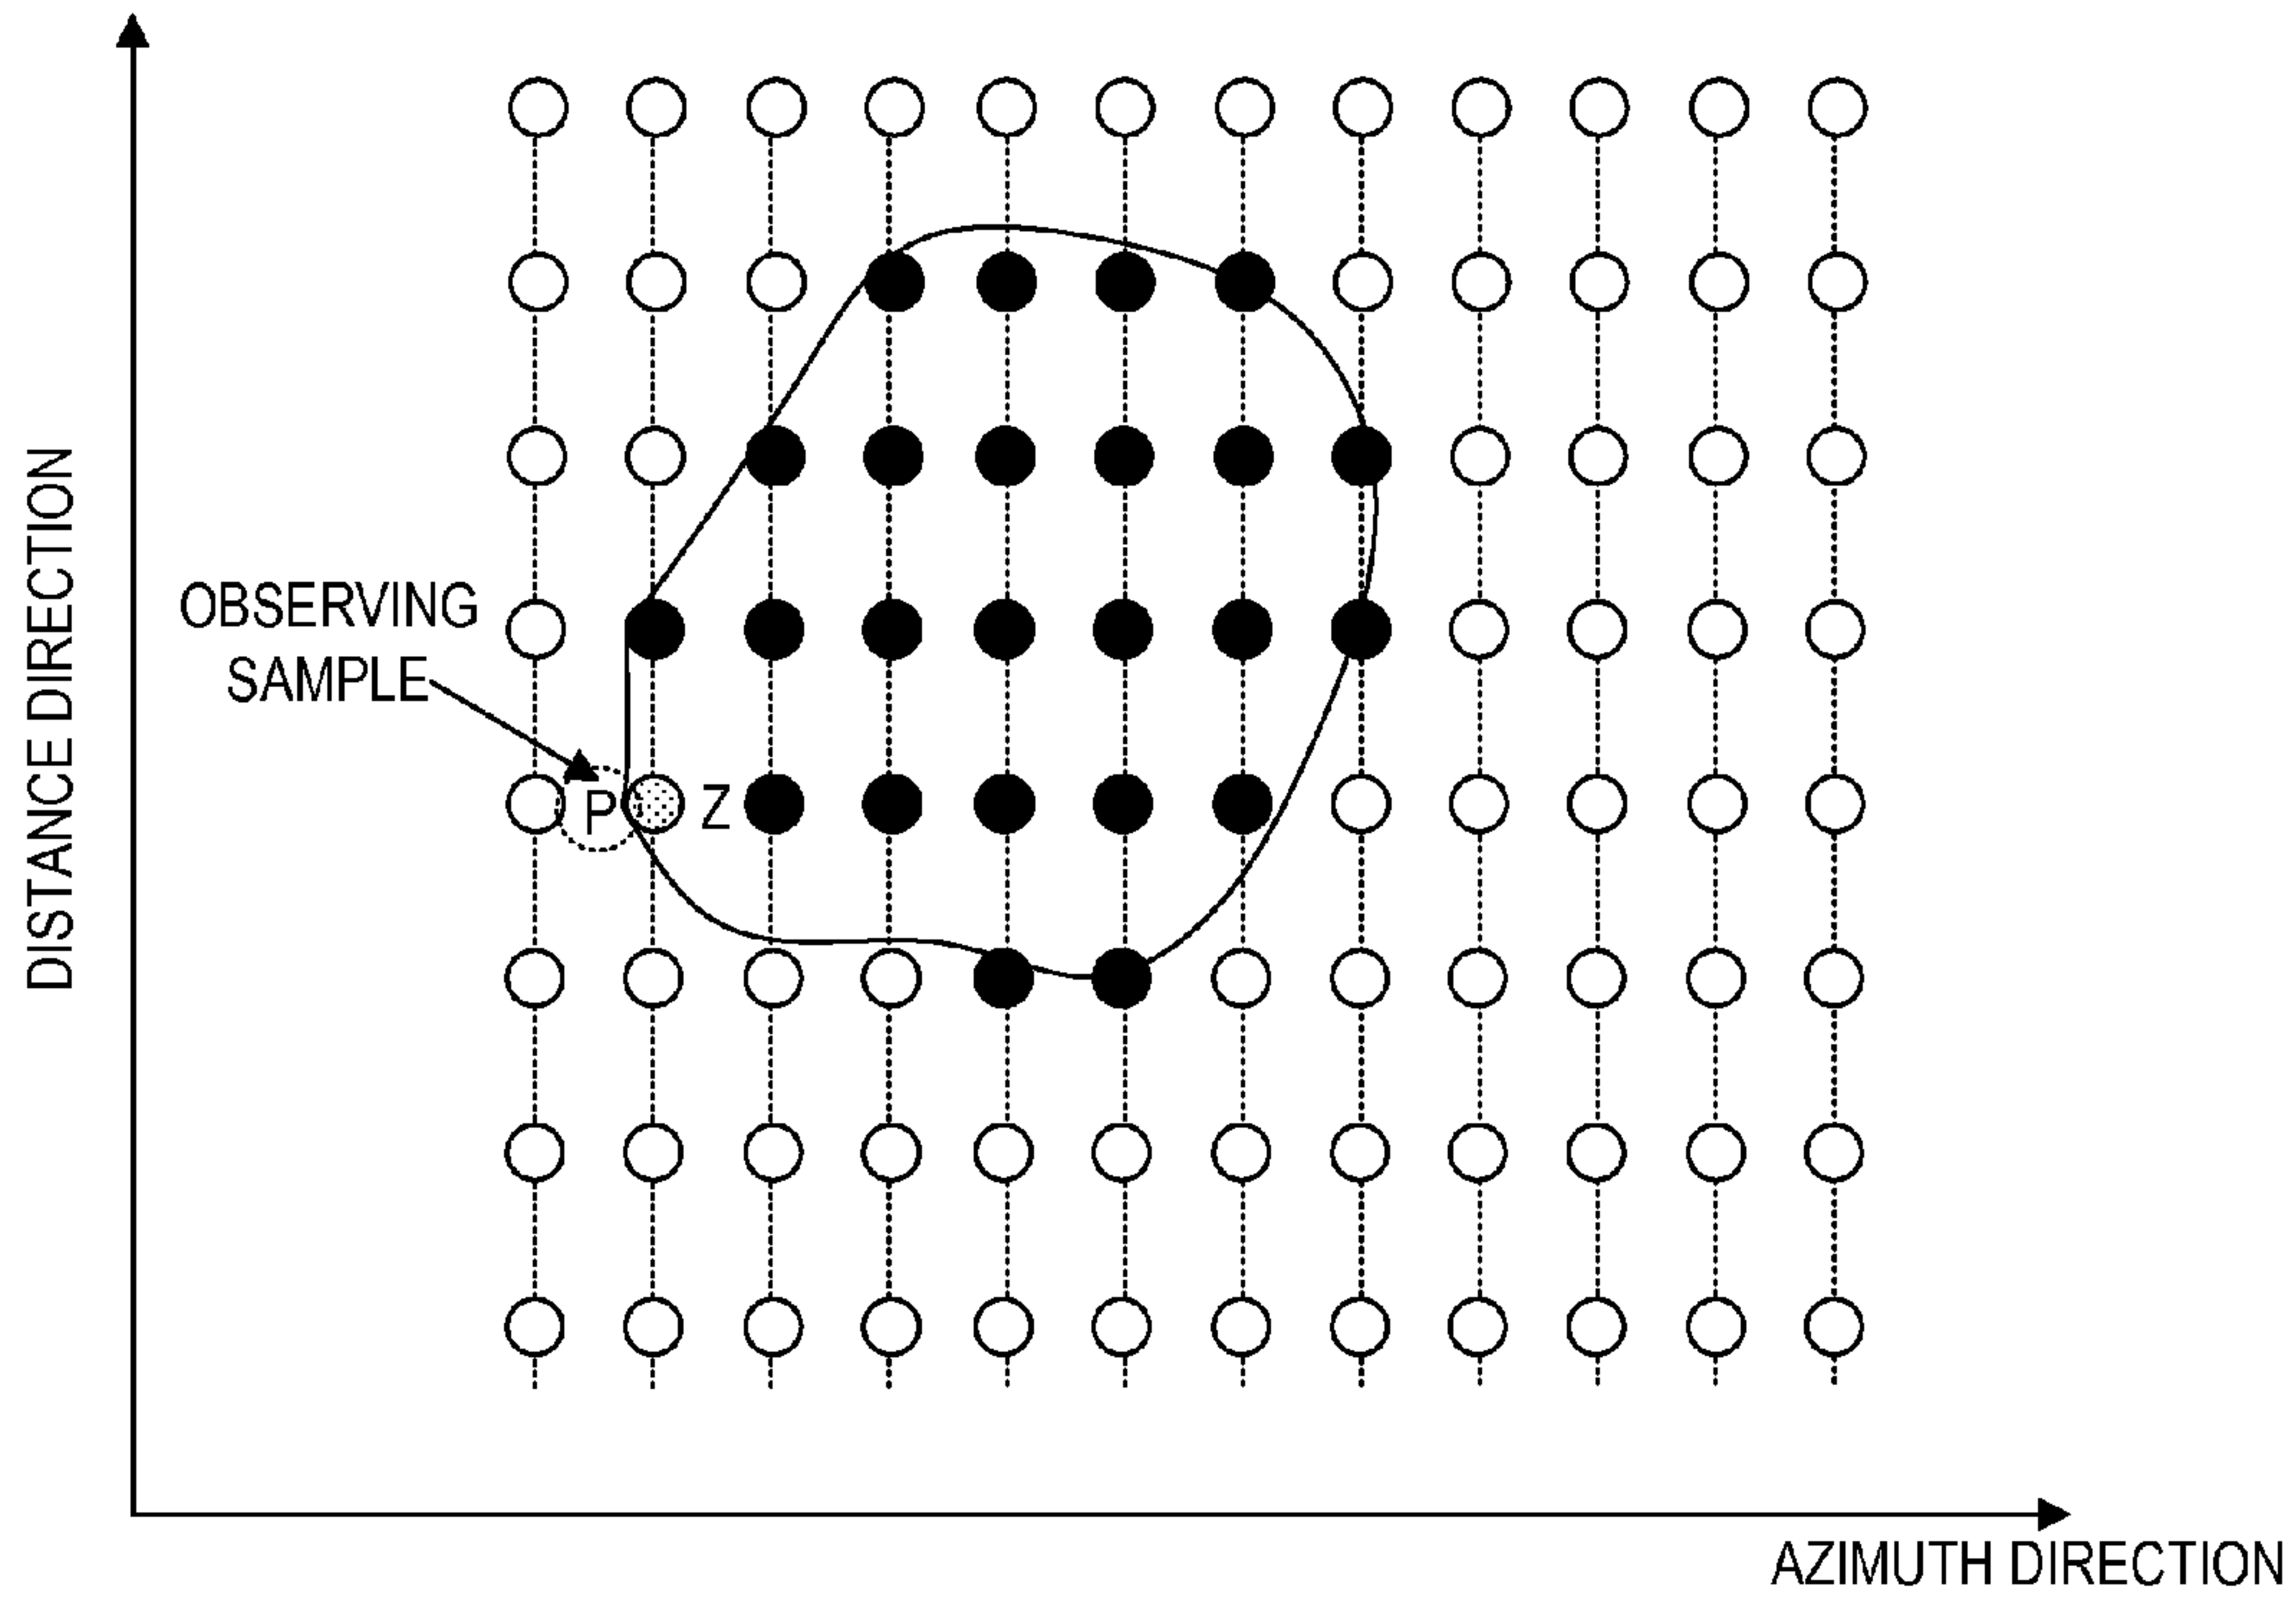 DISTANCE DIRECTION
OBSERVING
SAMPLE
P
Z
AZIMUTH DIRECTION